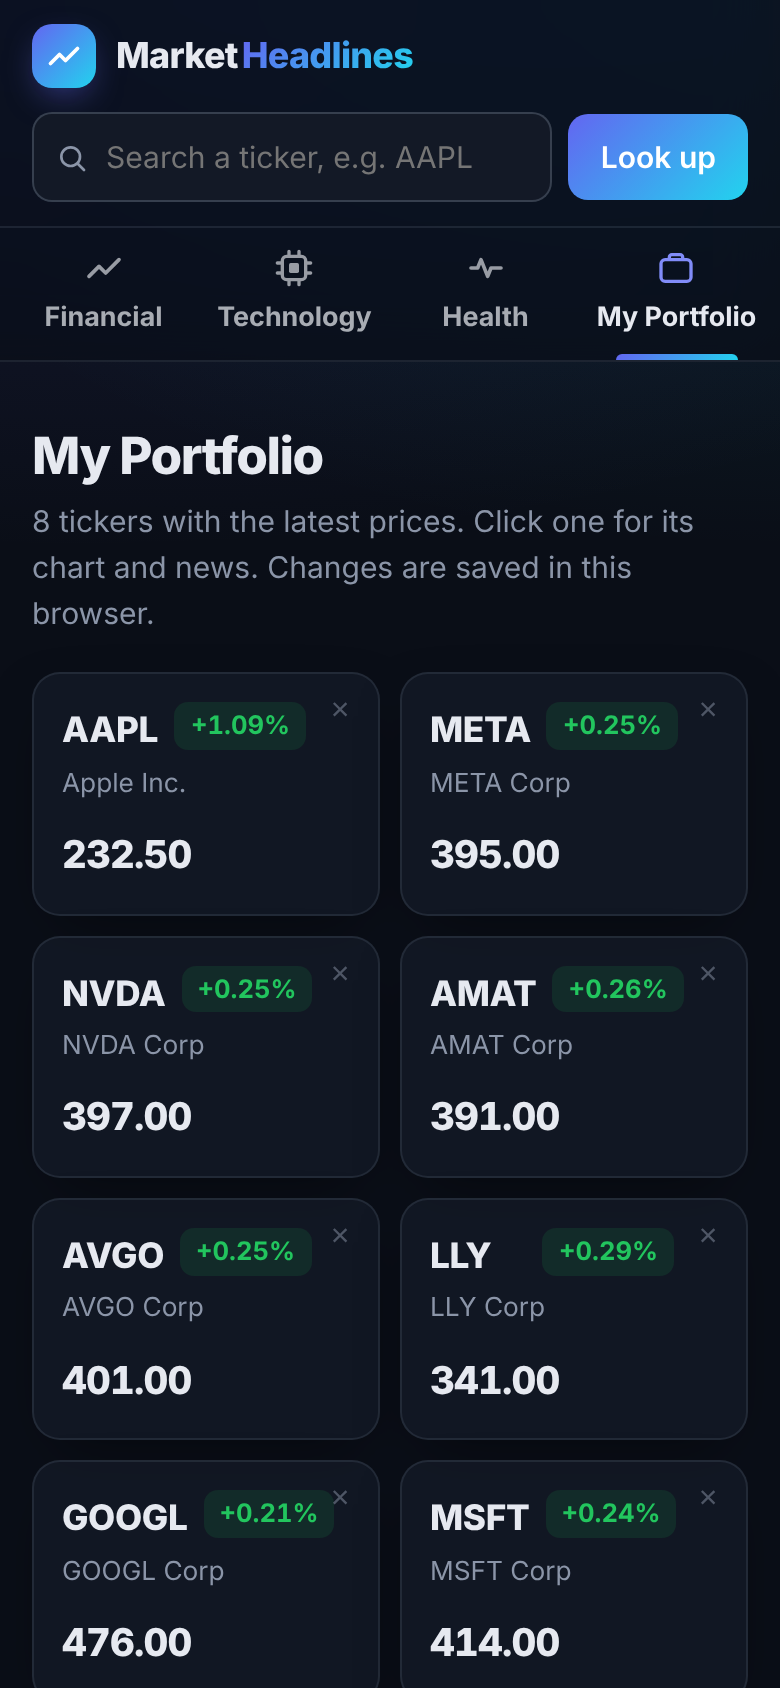 MarketHeadlines
Search a ticker, e.g. AAPL
Look up
Financial
Technology
Health
My Portfolio
My Portfolio
8 tickers with the latest prices. Click one for its
chart and news. Changes are saved in this
browser.
AAPL +1.09% ×
Apple Inc.
232.50
META +0.25% ×
META Corp
395.00
NVDA +0.25% ×
NVDA Corp
397.00
AMAT +0.26% ×
AMAT Corp
391.00
AVGO +0.25% ×
AVGO Corp
401.00
LLY +0.29% ×
LLY Corp
341.00
GOOGL +0.21% ×
GOOGL Corp
476.00
MSFT +0.24% ×
MSFT Corp
414.00